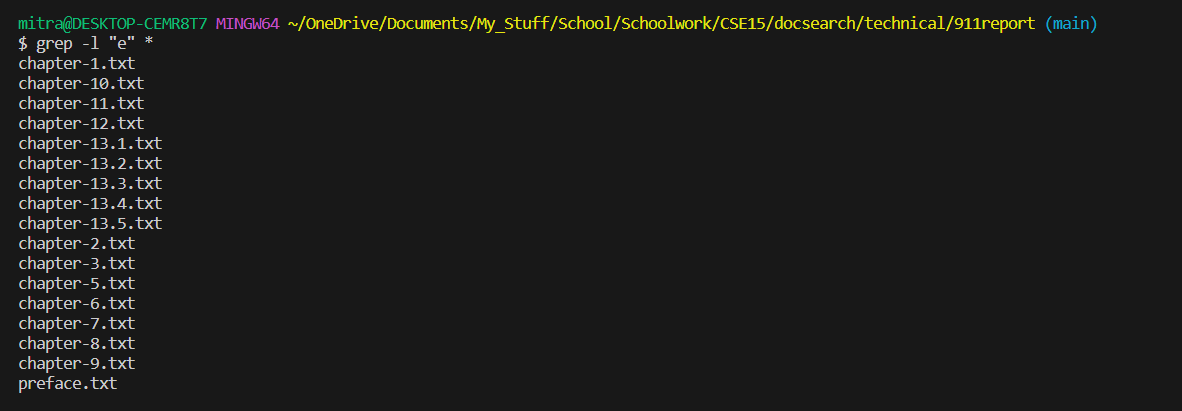 mitra@DESKTOP-CEMR8T7 MINGW64 ~/OneDrive/Documents/My_Stuff/School/Schoolwork/CSE15/docsearch/technical/911report (main)
$ grep -l "e" *
chapter-1.txt
chapter-10.txt
chapter-11.txt
chapter-12.txt
chapter-13.1.txt
chapter-13.2.txt
chapter-13.3.txt
chapter-13.4.txt
chapter-13.5.txt
chapter-2.txt
chapter-3.txt
chapter-5.txt
chapter-6.txt
chapter-7.txt
chapter-8.txt
chapter-9.txt
preface.txt